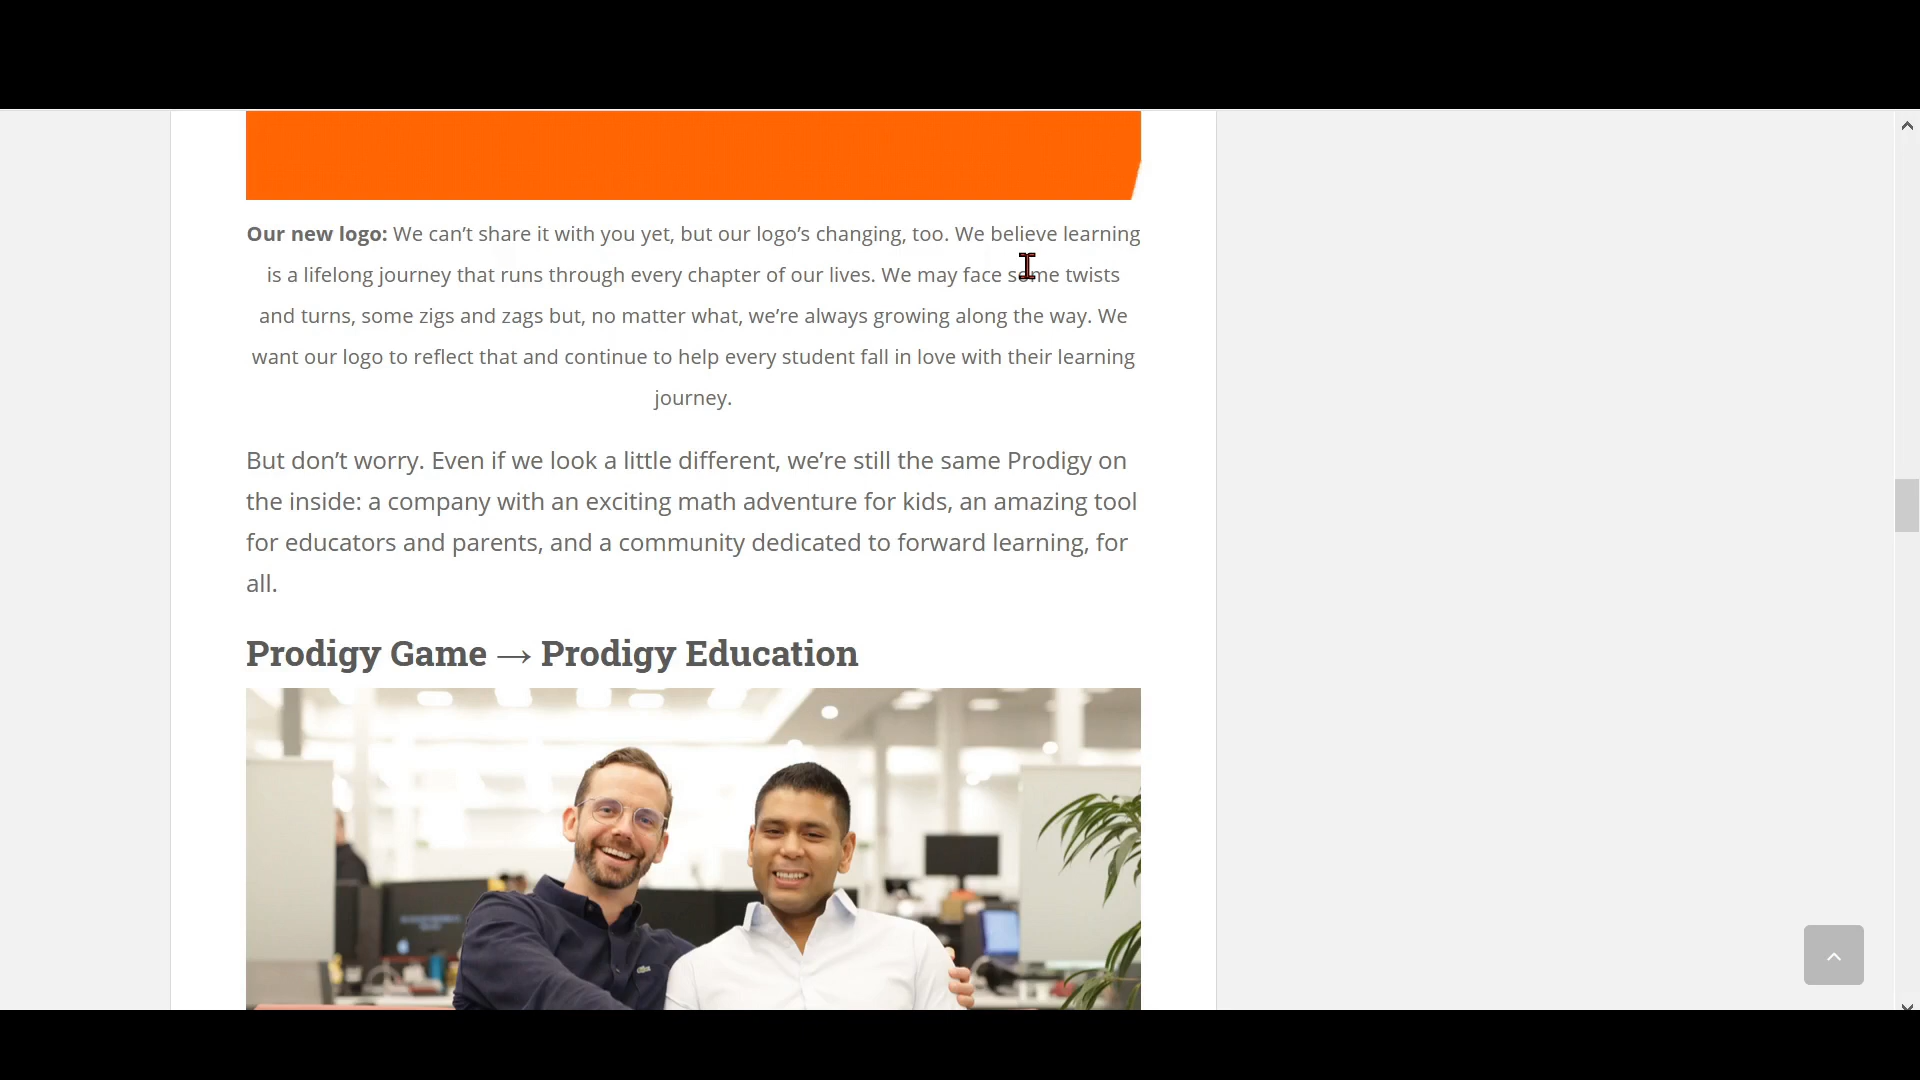 Our new logo: We can’t share it with you yet, but our logo’s changing, too. We believe learning
is a lifelong journey that runs through every chapter of our lives. We may face some twists
and turns, some zigs and zags but, no matter what, we’re always growing along the way. We
want our logo to reflect that and continue to help every student fall in love with their learning
journey.
But don’t worry. Even if we look a little different, we’re still the same Prodigy on
the inside: a company with an exciting math adventure for kids, an amazing tool
for educators and parents, and a community dedicated to forward learning, for
all.
Prodigy Game → Prodigy Education